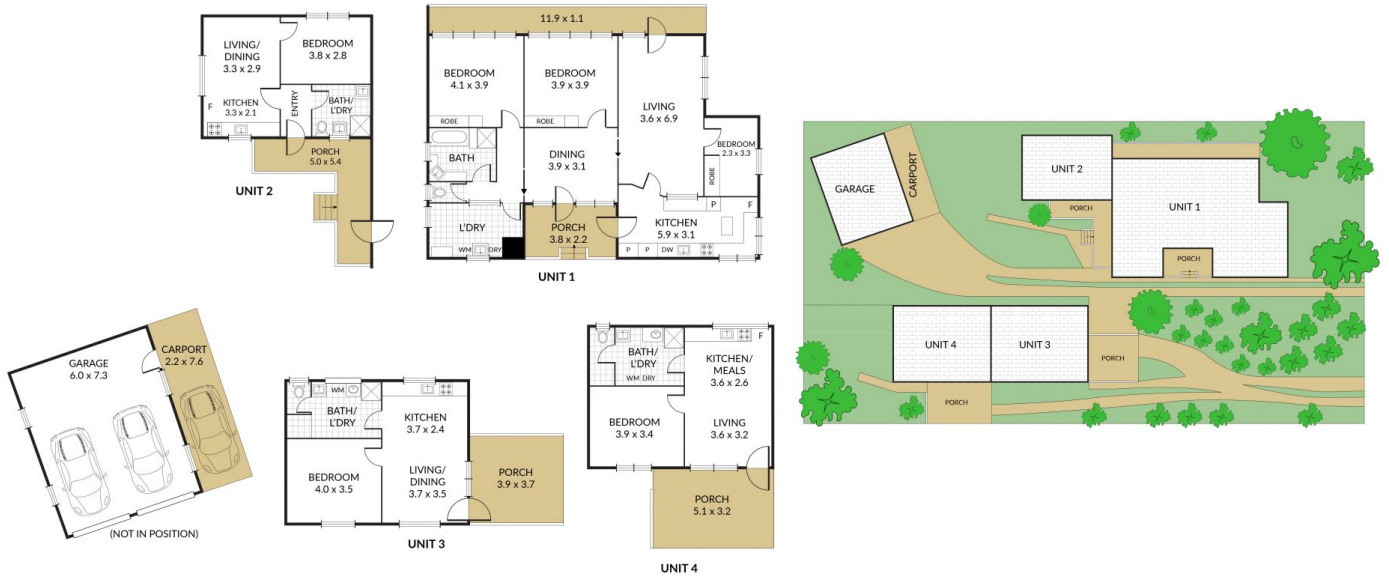 LIVING/
DINING
3.3 x 2.9
BEDROOM
3.8 x 2.8
F
KITCHEN
3.3 x 2.1
ENTRY
BATH/
L'DRY
PORCH
5.0 x 5.4
UNIT 2
11.9 x 1.1
BEDROOM
4.1 x 3.9
BEDROOM
3.9 x 3.9
LIVING
3.6 x 6.9
ROBE
ROBE
BEDROOM
2.3 x 3.3
ROBE
BATH
DINING
3.9 x 3.1
L'DRY
WM
DRY
PORCH
3.8 x 2.2
P
F
KITCHEN
5.9 x 3.1
P
P
DW
UNIT 1
GARAGE
CARPORT
UNIT 2
PORCH
UNIT 1
PORCH
UNIT 4
UNIT 3
PORCH
PORCH
GARAGE
6.0 x 7.3
CARPORT
2.2 x 7.6
(NOT IN POSITION)
WM
BATH/
L'DRY
KITCHEN
3.7 x 2.4
BEDROOM
4.0 x 3.5
LIVING/
DINING
3.7 x 3.5
PORCH
3.9 x 3.7
UNIT 3
BATH/
L'DRY
WM DRY
F
KITCHEN/
MEALS
3.6 x 2.6
BEDROOM
3.9 x 3.4
LIVING
3.6 x 3.2
PORCH
5.1 x 3.2
UNIT 4